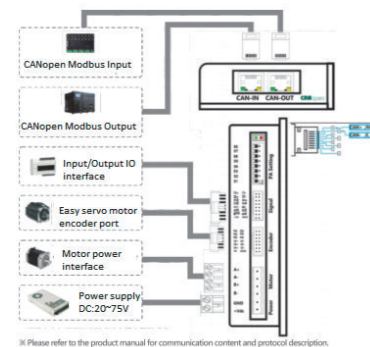 CANopen Modbus Input
CAN-IN CAN-OUT
CANopen Modbus Output
Input/Output IO
interface
Easy servo motor
encoder port
Motor power
interface
Power supply
DC:20~75V
PA Setting
Signal
Encoder
Motor
Power
A+
A-
B+
B-
GND
+Vdc
※ Please refer to the product manual for communication content and protocol description.